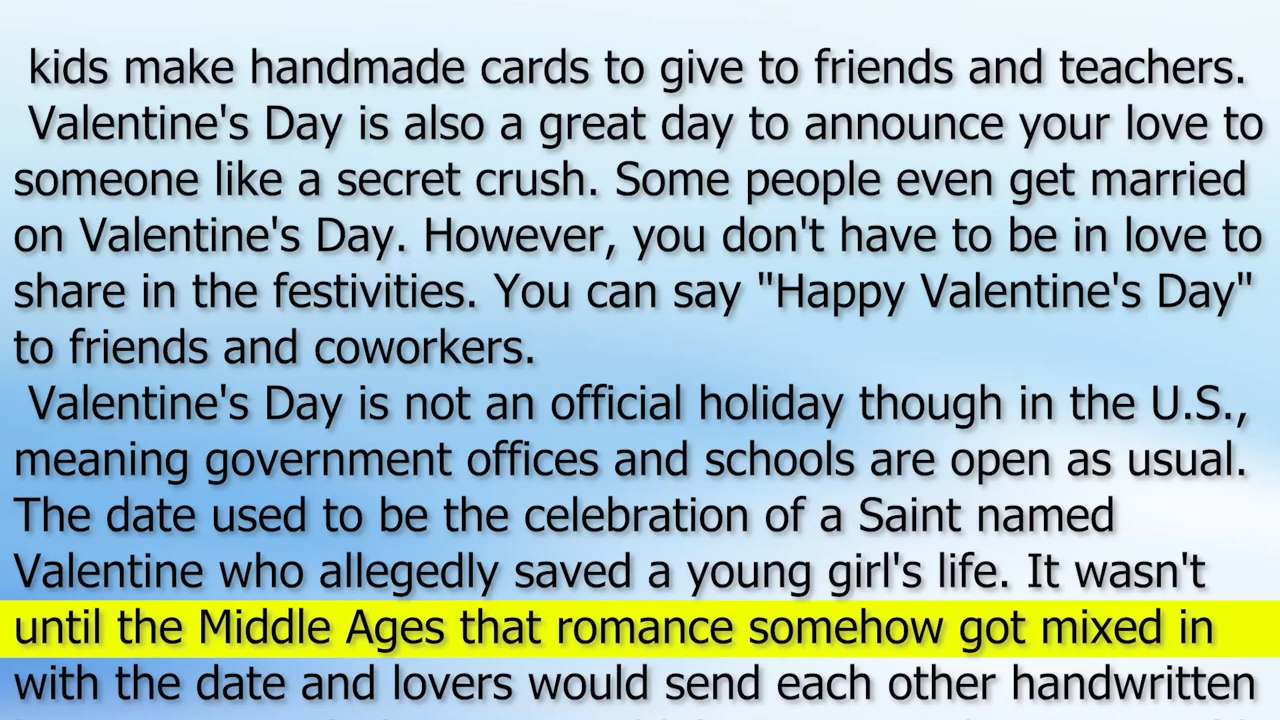 kids make handmade cards to give to friends and teachers.
Valentine's Day is also a great day to announce your love to
someone like a secret crush. Some people even get married
on Valentine's Day. However, you don't have to be in love to
share in the festivities. You can say "Happy Valentine's Day"
to friends and coworkers.
Valentine's Day is not an official holiday though in the U.S.,
meaning government offices and schools are open as usual.
The date used to be the celebration of a Saint named
Valentine who allegedly saved a young girl's life. It wasn't
until the Middle Ages that romance somehow got mixed in
with the date and lovers would send each other handwritten